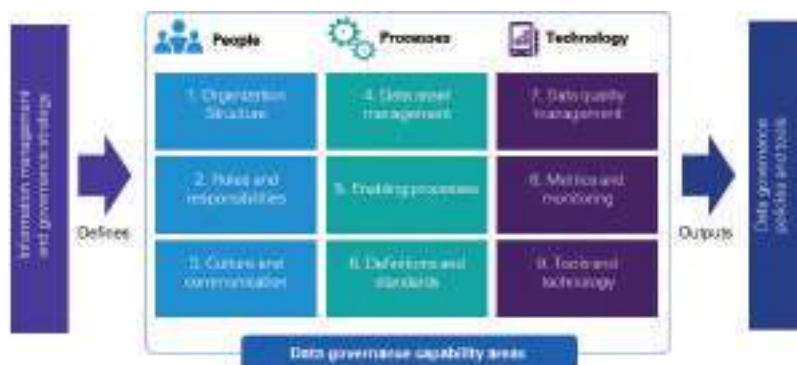 People
Processes
Technology
Information management
and governance strategy
Defines
1. Organization
Structure
4. Data asset
management
7. Data quality
management
2. Roles and
responsibilities
5. Enabling processes
8. Metrics and
monitoring
3. Culture and
communication
6. Definitions and
standards
9. Tools and
technology
Outputs
Data governance
policies and tools
Data governance capability areas